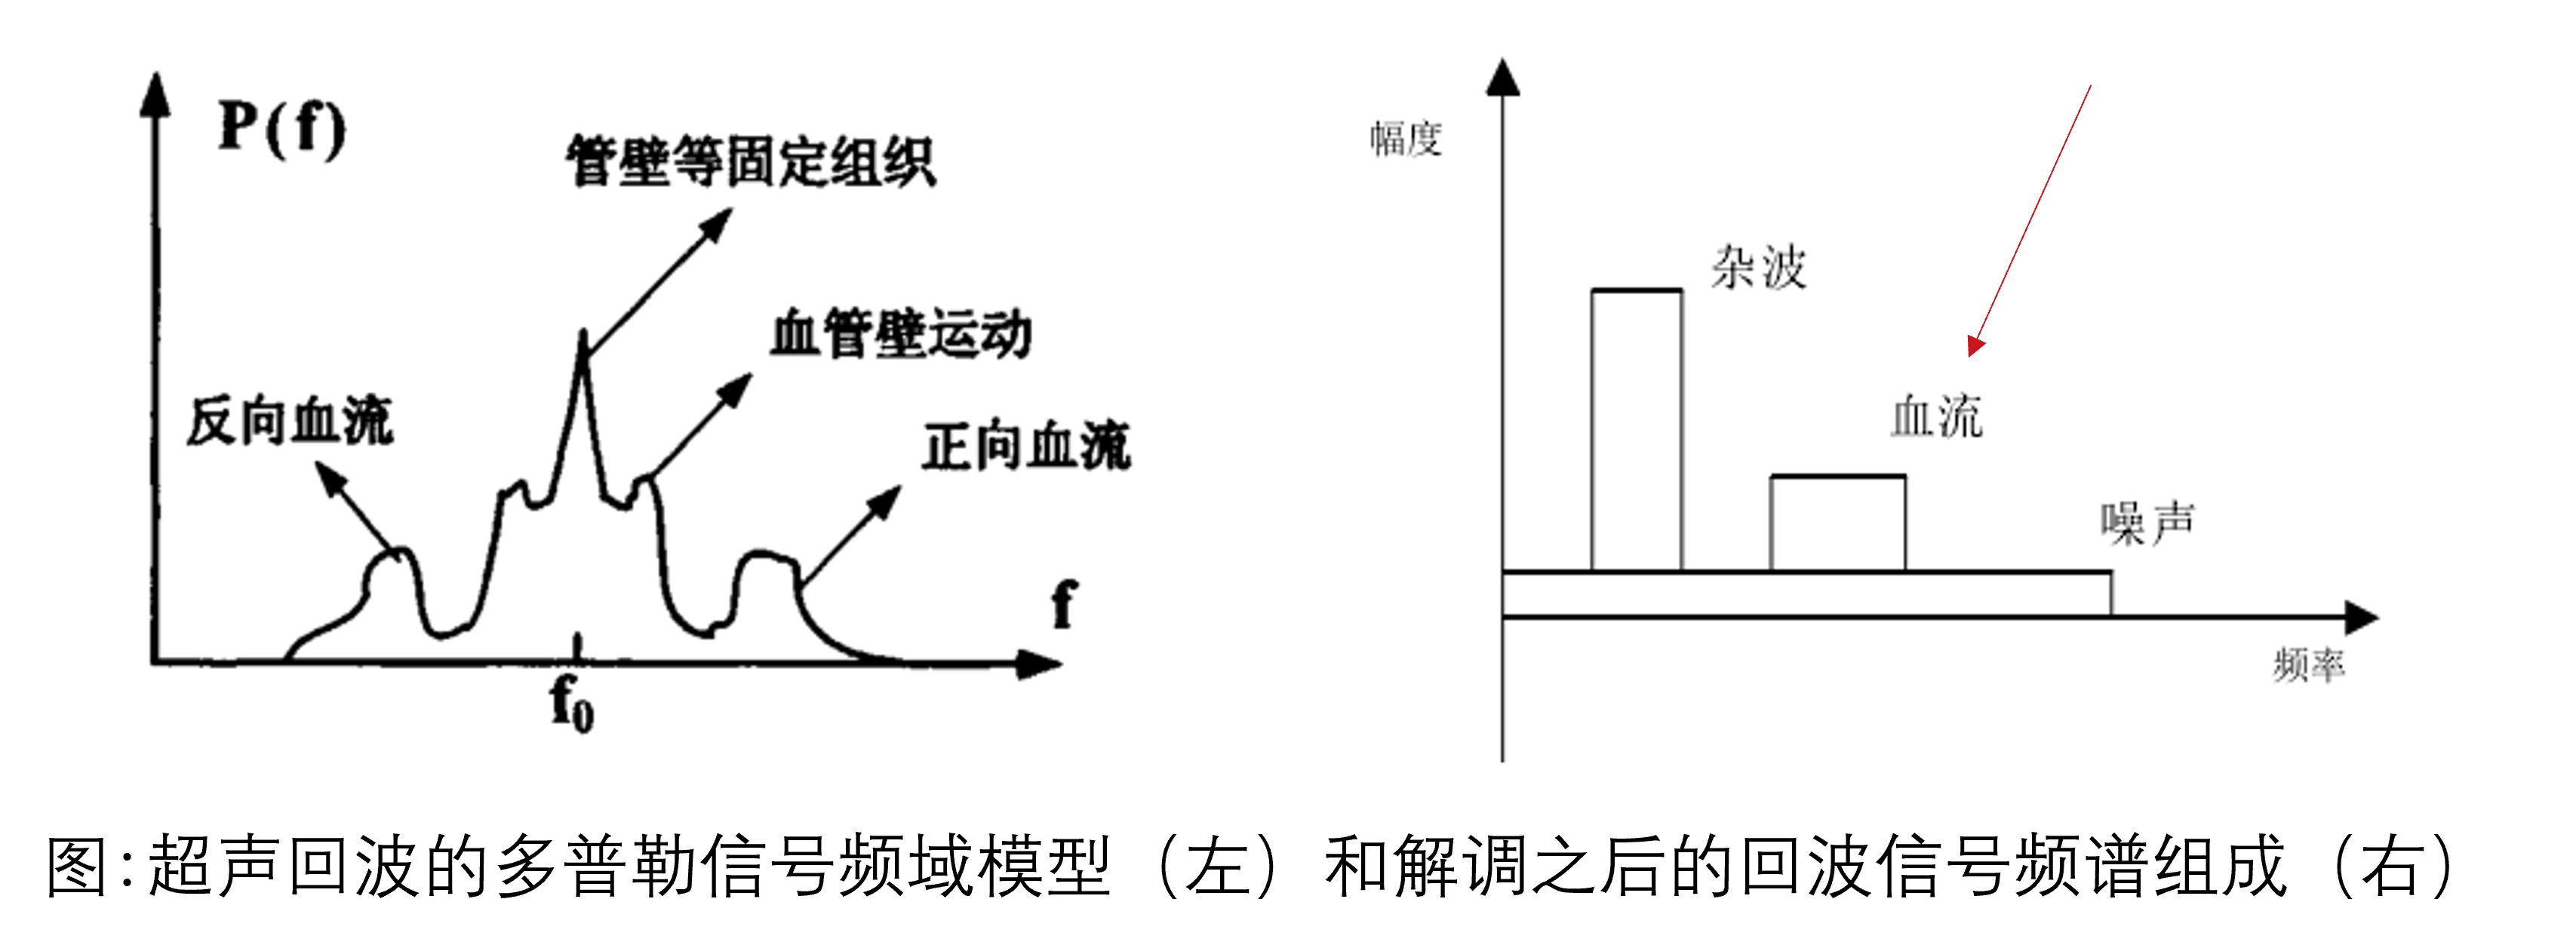 P(f)
管壁等固定组织
血管壁运动
反向血流
正向血流
f
f0
幅度
杂波
血流
噪声
频率
图:超声回波的多普勒信号频域模型（左）和解调之后的回波信号频谱组成（右）